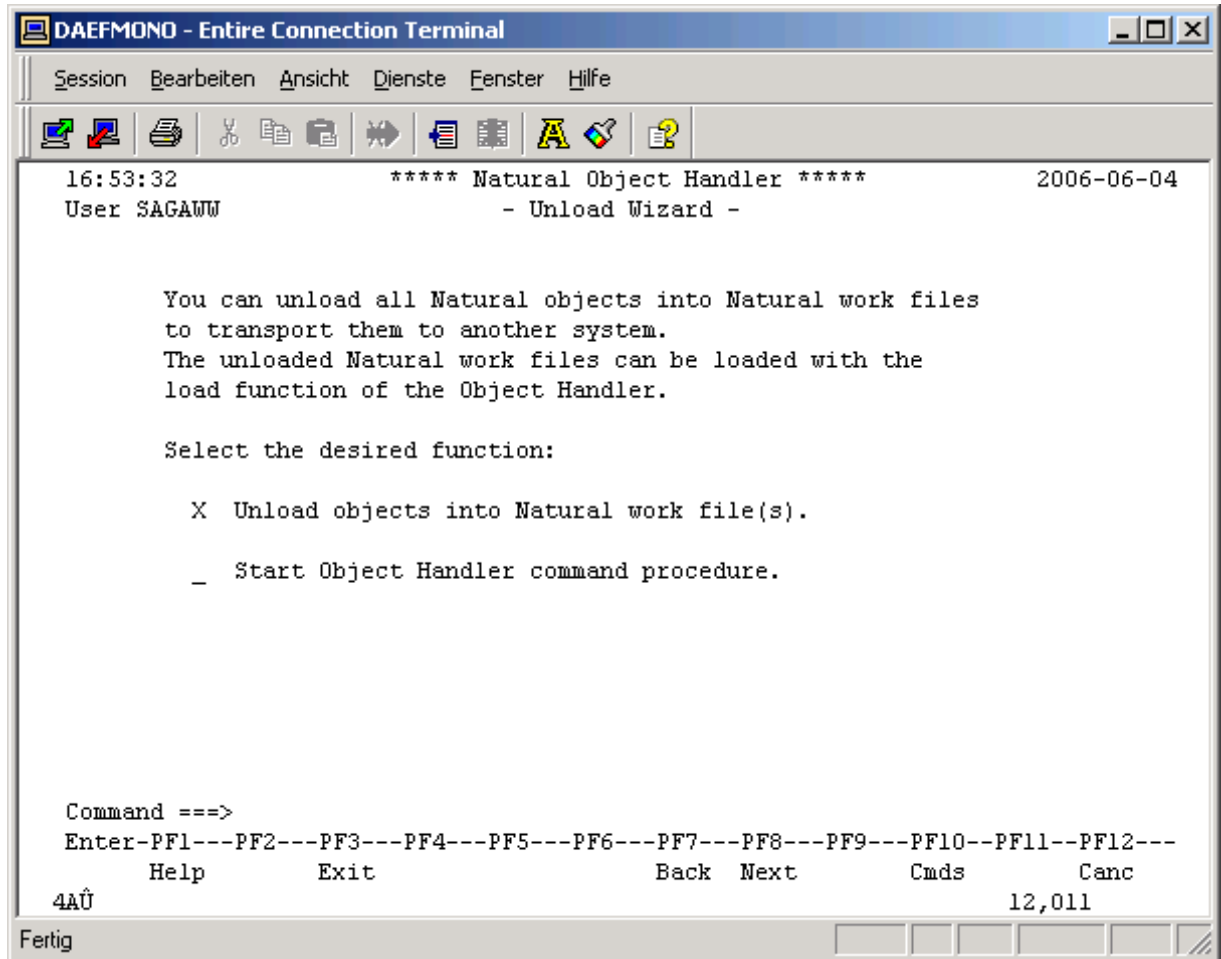 DAEFMONO - Entire Connection Terminal
Session Bearbeiten Ansicht Dienste Fenster Hilfe
16:53:32 ***** Natural Object Handler ***** 2006-06-04
User SAGAWW - Unload Wizard -
You can unload all Natural objects into Natural work files
to transport them to another system.
The unloaded Natural work files can be loaded with the
load function of the Object Handler.
Select the desired function:
X Unload objects into Natural work file(s).
_ Start Object Handler command procedure.
Command ===>
Enter-PF1---PF2---PF3---PF4---PF5---PF6---PF7---PF8---PF9---PF10--PF11--PF12---
Help Exit Back Next Cmds Canc
4AÛ 12,011
Fertig